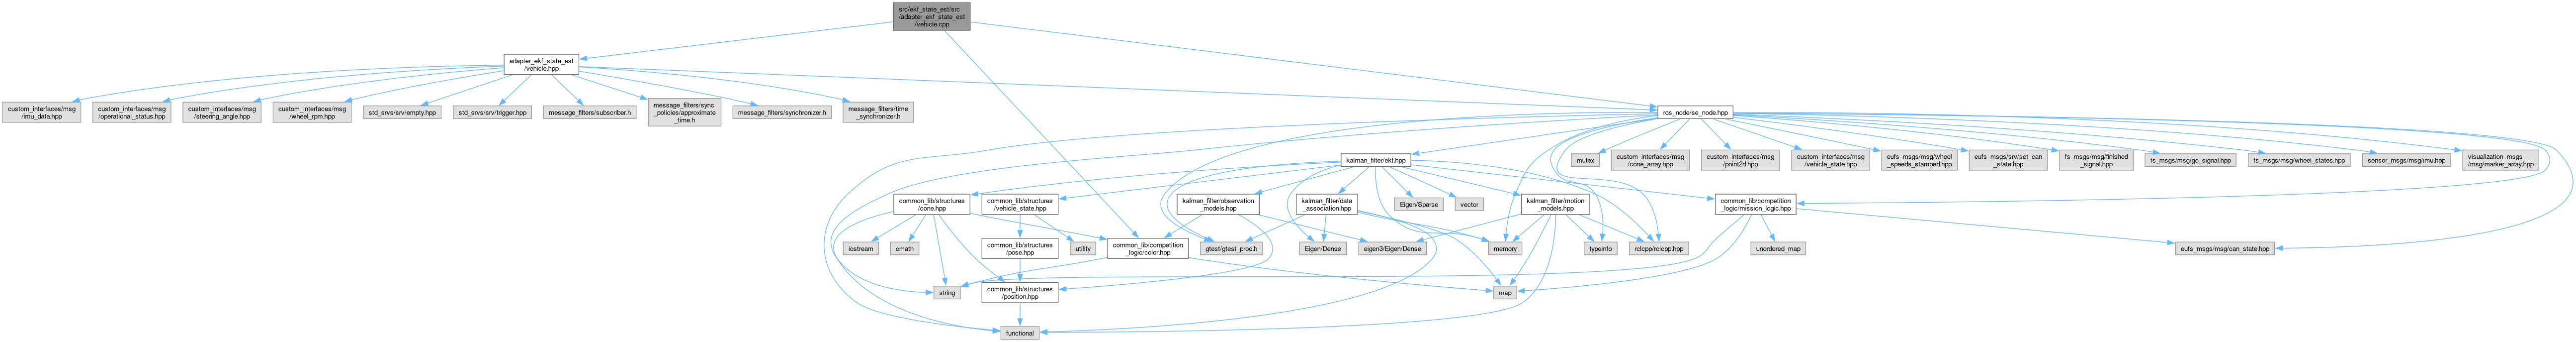 src/ekf_state_est/src
/adapter_ekf_state_est
/vehicle.cpp
adapter_ekf_state_est
/vehicle.hpp
custom_interfaces/msg
/imu_data.hpp
custom_interfaces/msg
/operational_status.hpp
custom_interfaces/msg
/steering_angle.hpp
custom_interfaces/msg
/wheel_rpm.hpp
std_srvs/srv/empty.hpp
std_srvs/srv/trigger.hpp
message_filters/subscriber.h
message_filters/sync
_policies/approximate
_time.h
message_filters/synchronizer.h
message_filters/time
_synchronizer.h
ros_node/se_node.hpp
kalman_filter/ekf.hpp
mutex
custom_interfaces/msg
/cone_array.hpp
custom_interfaces/msg
/point2d.hpp
custom_interfaces/msg
/vehicle_state.hpp
eufs_msgs/msg/wheel
_speeds_stamped.hpp
eufs_msgs/srv/set_can
_state.hpp
fs_msgs/msg/finished
_signal.hpp
fs_msgs/msg/go_signal.hpp
fs_msgs/msg/wheel_states.hpp
sensor_msgs/msg/imu.hpp
visualization_msgs
/msg/marker_array.hpp
common_lib/structures
/cone.hpp
common_lib/structures
/vehicle_state.hpp
kalman_filter/observation
_models.hpp
kalman_filter/data
_association.hpp
Eigen/Sparse
vector
kalman_filter/motion
_models.hpp
common_lib/competition
_logic/mission_logic.hpp
iostream
cmath
common_lib/structures
/pose.hpp
utility
common_lib/competition
_logic/color.hpp
gtest/gtest_prod.h
Eigen/Dense
eigen3/Eigen/Dense
memory
typeinfo
rclcpp/rclcpp.hpp
unordered_map
eufs_msgs/msg/can_state.hpp
string
common_lib/structures
/position.hpp
map
functional